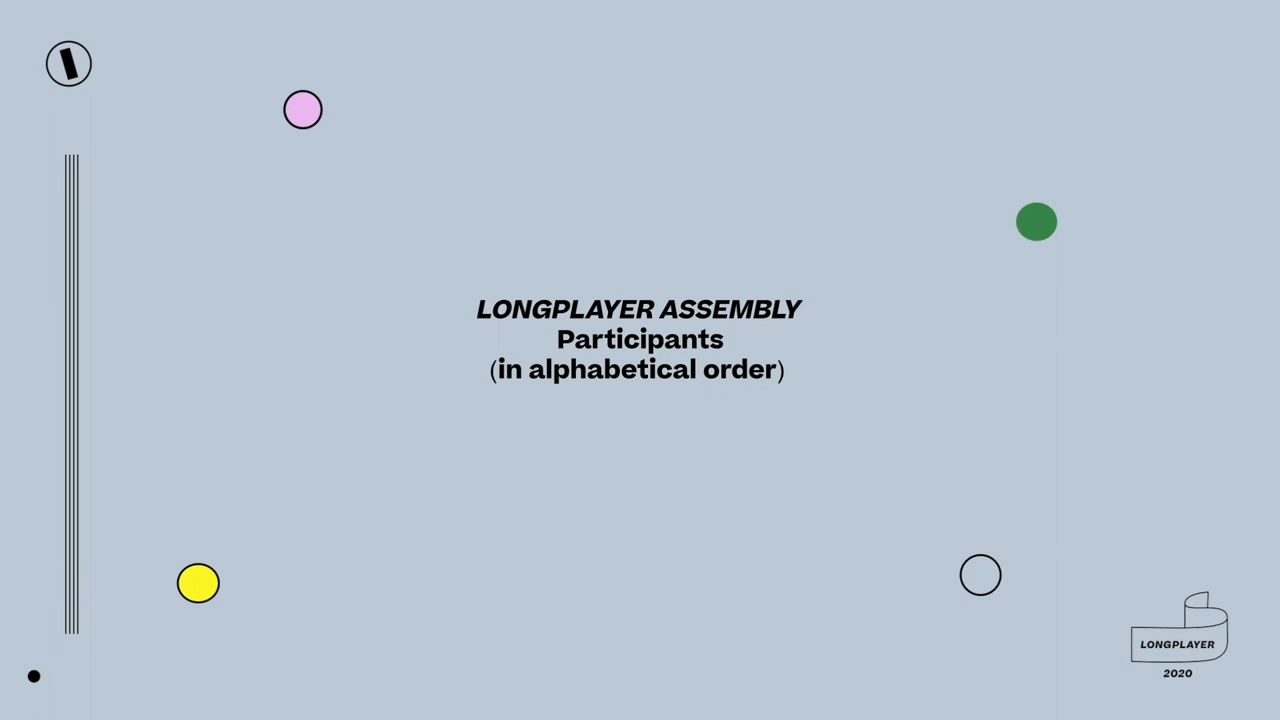 LONGPLAYER ASSEMBLY
Participants
(in alphabetical order)
LONGPLAYER
2020